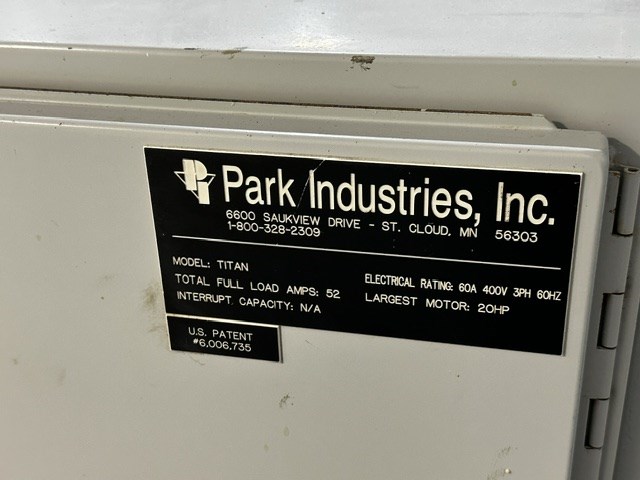 PI Park Industries, Inc.
6600 SAUKVIEW DRIVE - ST. CLOUD, MN 56303
1-800-328-2309
MODEL: TITAN
TOTAL FULL LOAD AMPS: 52
INTERRUPT CAPACITY: N/A
ELECTRICAL RATING: 60A 400V 3PH 60HZ
LARGEST MOTOR: 20HP
U.S. PATENT
#6,006,735